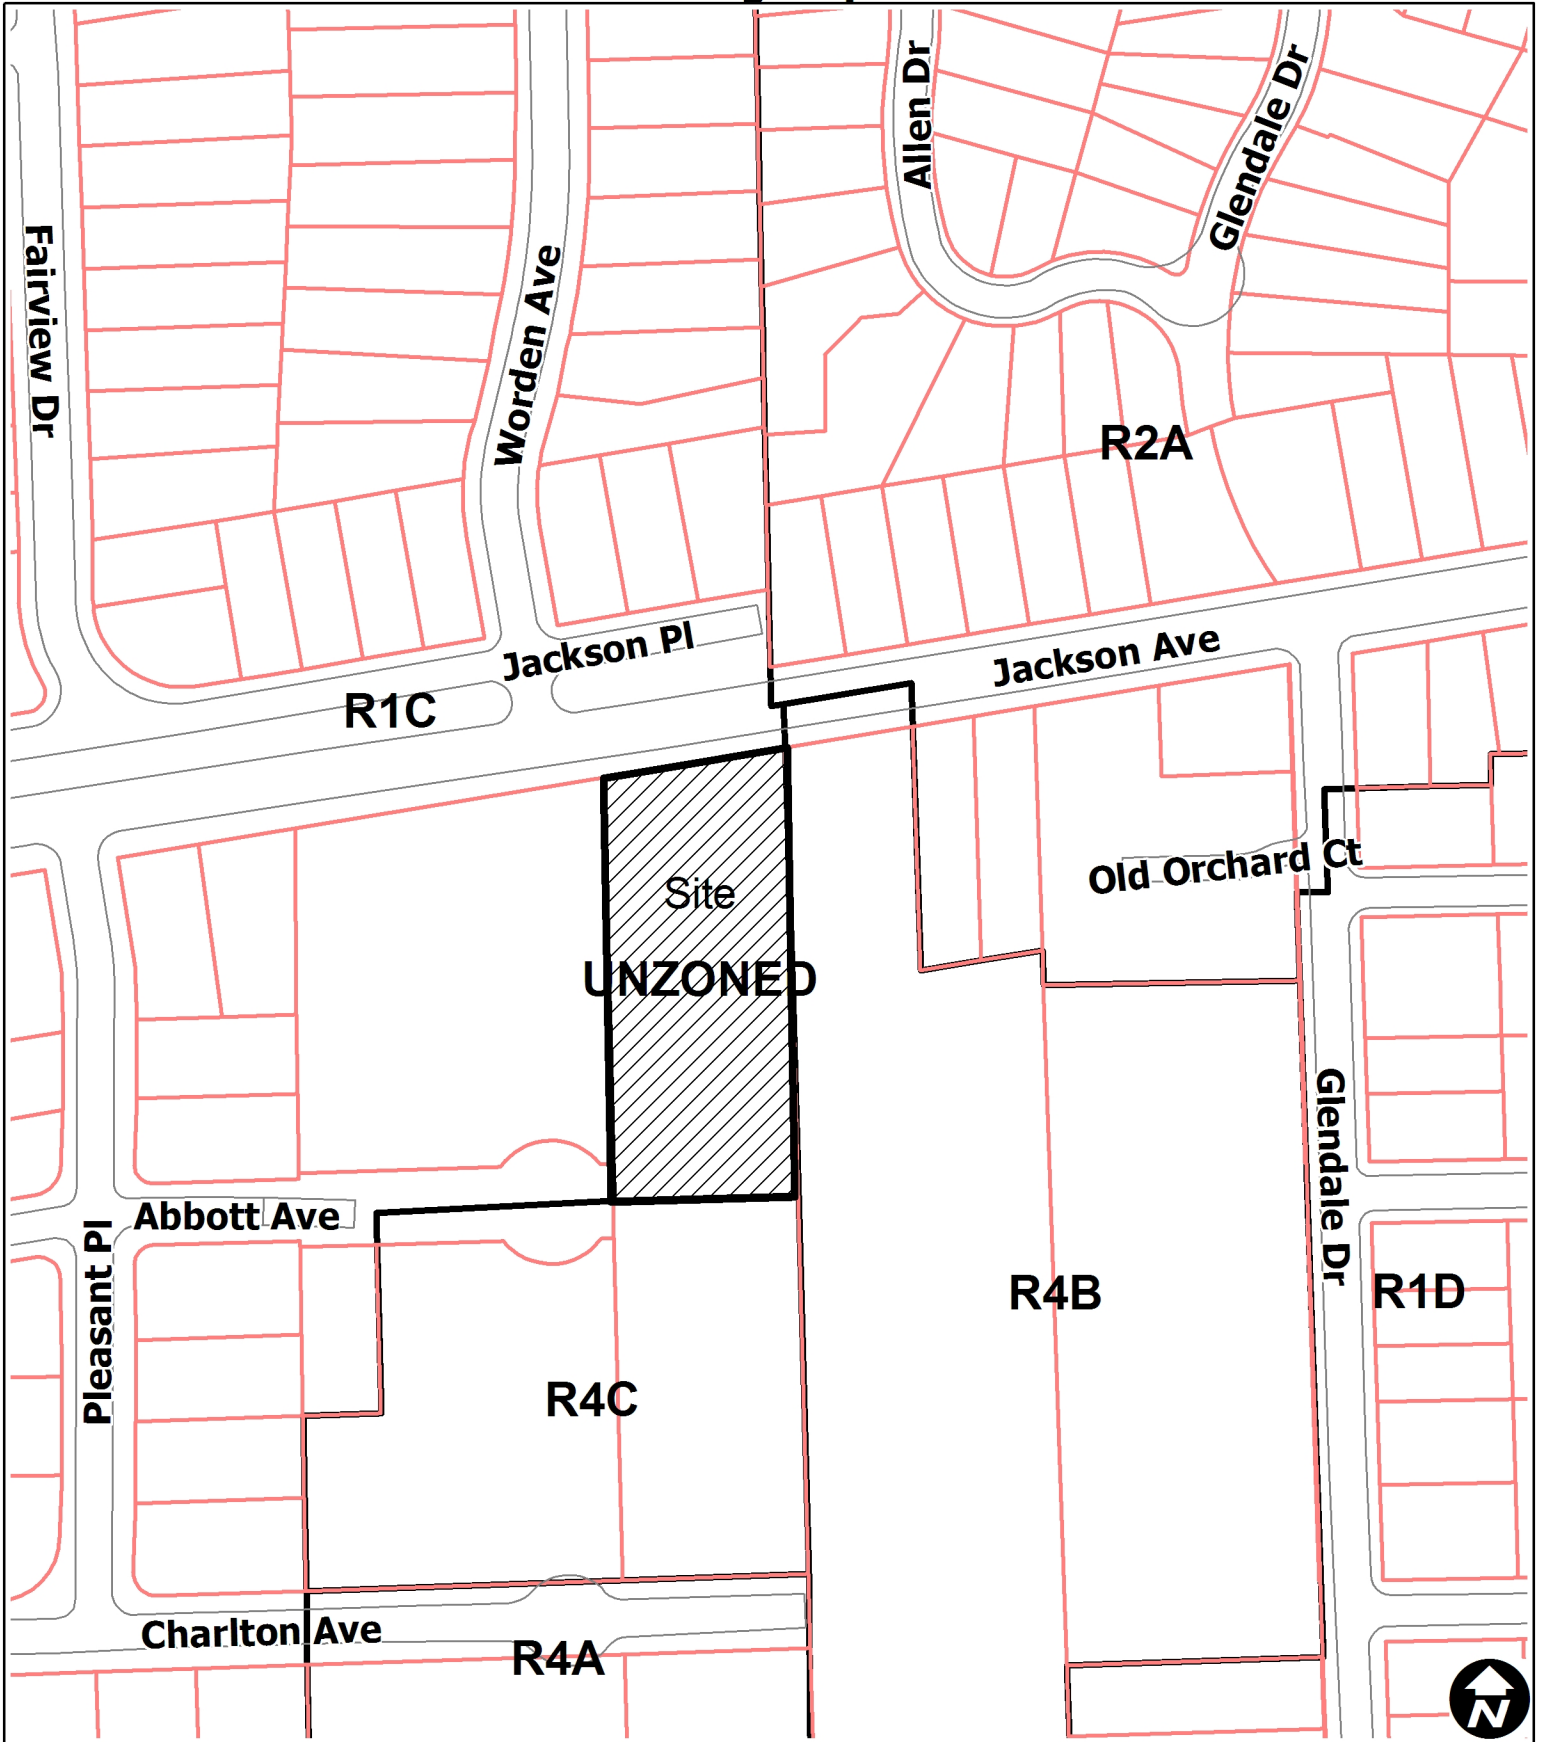 Allen Dr
Glendale Dr
Fairview Dr
Worden Ave
R2A
Jackson Pl
Jackson Ave
R1C
Old Orchard Ct
Site
UNZONED
Glendale Dr
Abbott Ave
Pleasant Pl
R4B
R1D
R4C
Charlton Ave
R4A
N